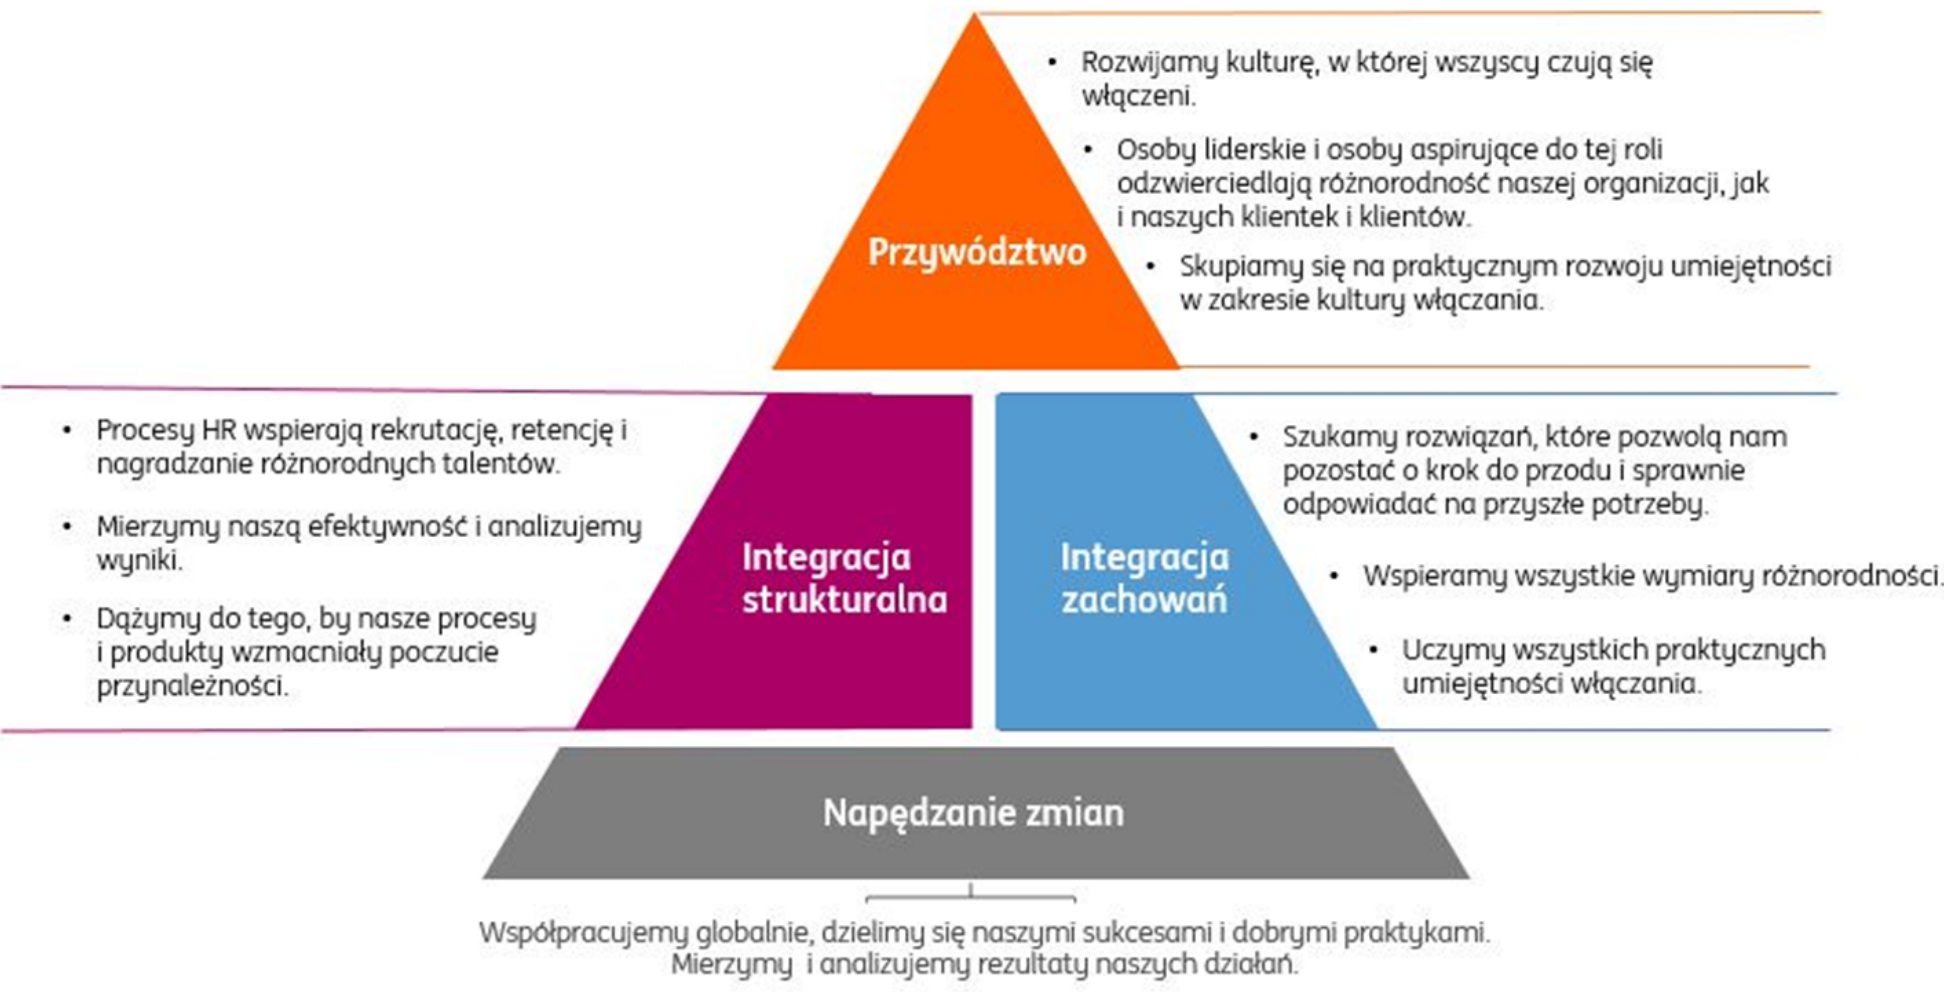 • Rozwijamy kulturę, w której wszyscy czują się
włączeni.
• Osoby liderskie i osoby aspirujące do tej roli
odzwierciedlają różnorodność naszej organizacji, jak
i naszych klientek i klientów.
Przywództwo
• Skupiamy się na praktycznym rozwoju umiejętności
w zakresie kultury włączania.
• Procesy HR wspierają rekrutację, retencję i
nagradzanie różnorodnych talentów.
• Mierzymy naszą efektywność i analizujemy
wyniki.
• Dążymy do tego, by nasze procesy
i produkty wzmacniały poczucie
przynależności.
Integracja
strukturalna
Integracja
zachowań
• Szukamy rozwiązań, które pozwolą nam
pozostać o krok do przodu i sprawnie
odpowiadać na przyszłe potrzeby.
• Wspieramy wszystkie wymiary różnorodności.
• Uczymy wszystkich praktycznych
umiejętności włączania.
Napędzanie zmian
Współpracujemy globalnie, dzielimy się naszymi sukcesami i dobrymi praktykami.
Mierzymy i analizujemy rezultaty naszych działań.